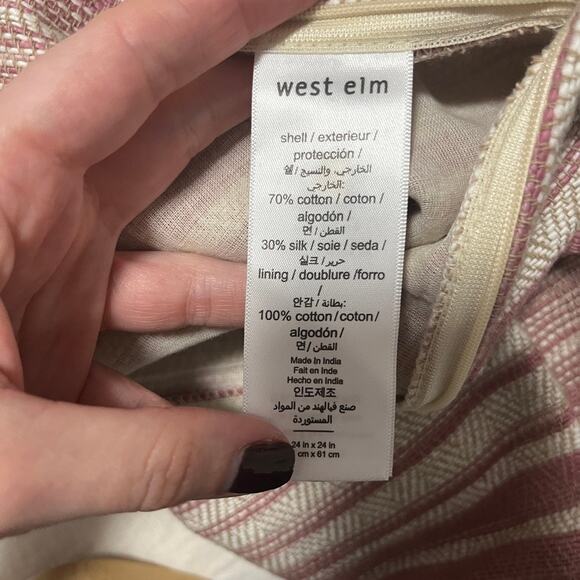 west elm
shell / exterieur /
protección /
쉘 / الخارجي، والنسيج
الخارجي:
70% cotton / coton /
algodón /
면 / القطن
30% silk / soie / seda /
실크 / حرير
lining / doublure /forro
/
안감 / بطانة:
100% cotton /coton/
algodón /
면/ القطن
Made In India
Fait en Inde
Hecho en India
인도제조
صنع فيالهند من المواد
المستوردة
24 in x 24 in
cm x 61 cm